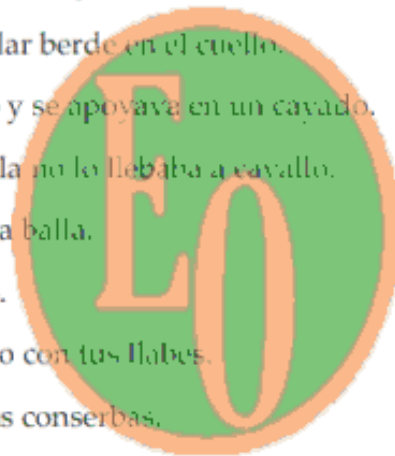 lar berde en el cuello.
y se apoyava en un cayado.
la no lo llebaba a cavallo.
a balla.
.
o con tus llabes.
as conserbas.
EO